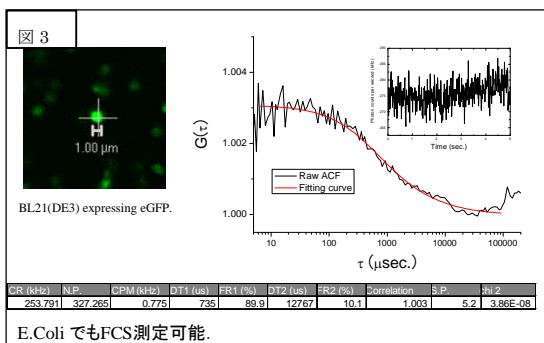 図 3
1.00 µm
BL21(DE3) expressing eGFP.
G(τ)
1.004
1.002
1.000
Raw ACF
Fitting curve
10 100 1000 10000 100000
τ (µsec.)
Photon counts per second (kHz)
Time (sec.)
CR (kHz) N.P. CPM (kHz) DT1 (us) FR1 (%) DT2 (us) FR2 (%) Correlation S.P. chi 2
253.791 327.265 0.775 735 89.9 12767 10.1 1.003 5.2 3.86E-08
E.Coli でもFCS測定可能.